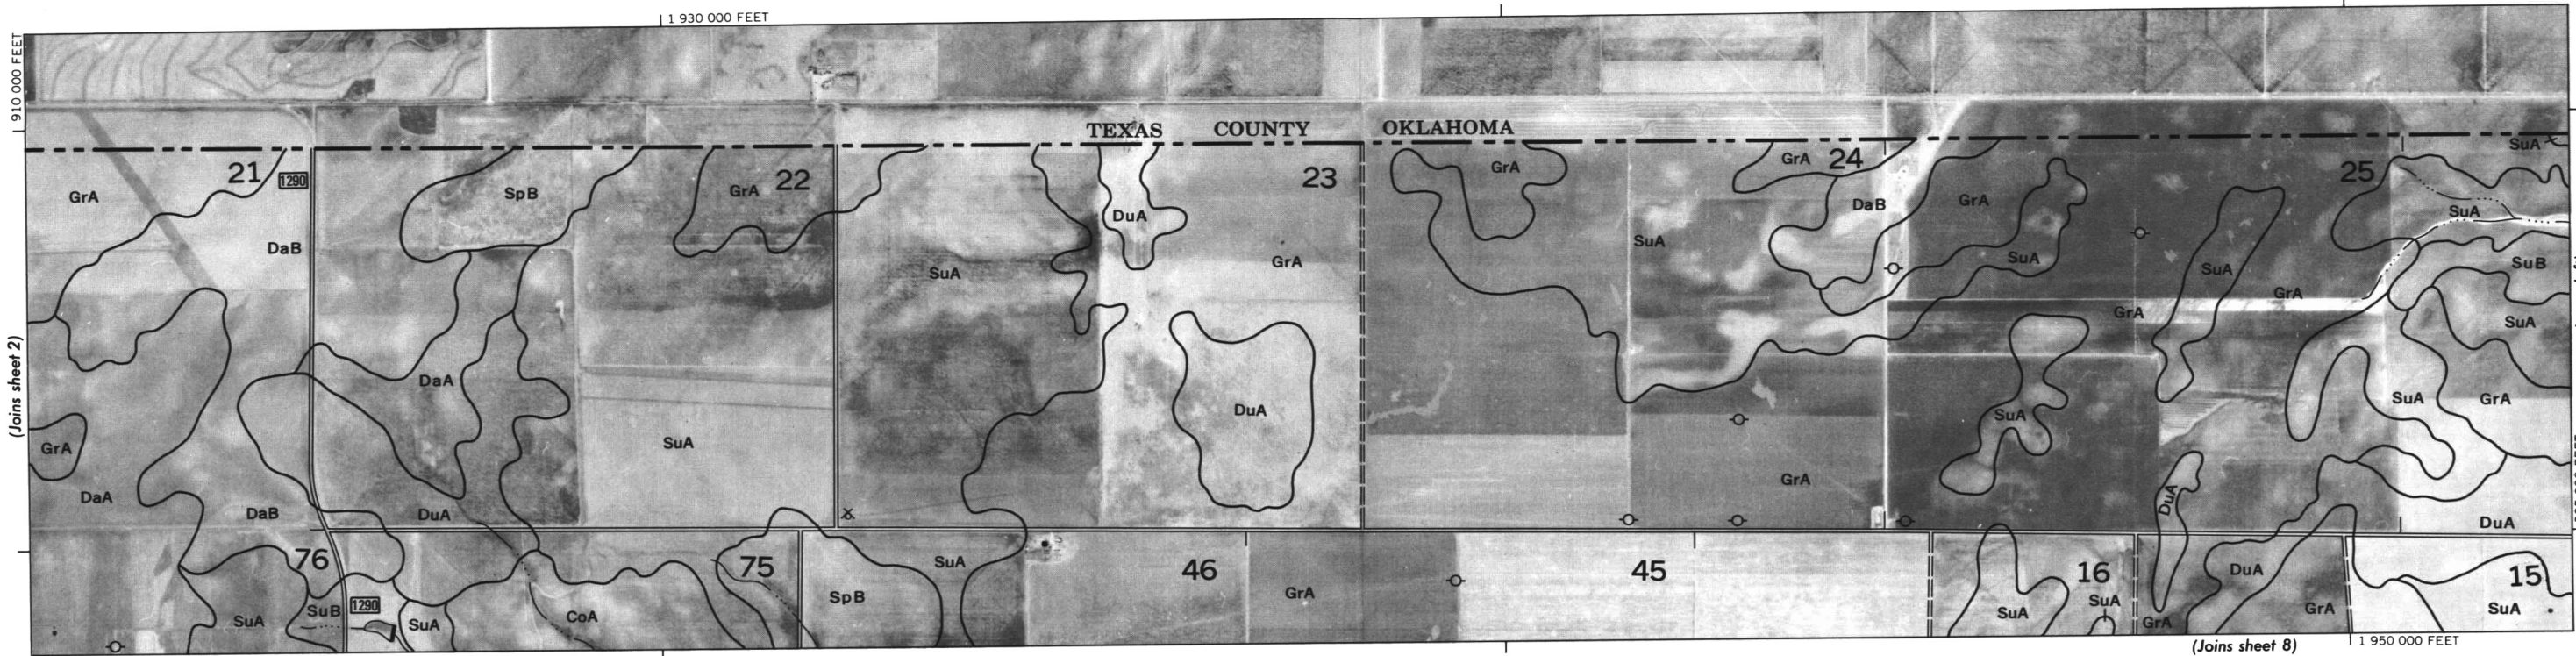 1 930 000 FEET
910 000 FEET
TEXAS COUNTY OKLAHOMA
21
1290
22
23
24
25
SuA
GrA
SpB
GrA
GrA
GrA
DaB
GrA
DuA
SuA
SuA
DaB
SuA
GrA
SuA
SuA
SuB
GrA
GrA
SuA
(Joins sheet 2)
DaA
DuA
SuA
GrA
SuA
GrA
SuA
GrA
DaA
DaB
DuA
GrA
DuA
DuA
76
75
46
45
16
15
SuA
SpB
GrA
DuA
SuA
SuB
1290
SuA
CoA
SuA
SuA
GrA
GrA
SuA
(Joins sheet 8)
1 950 000 FEET